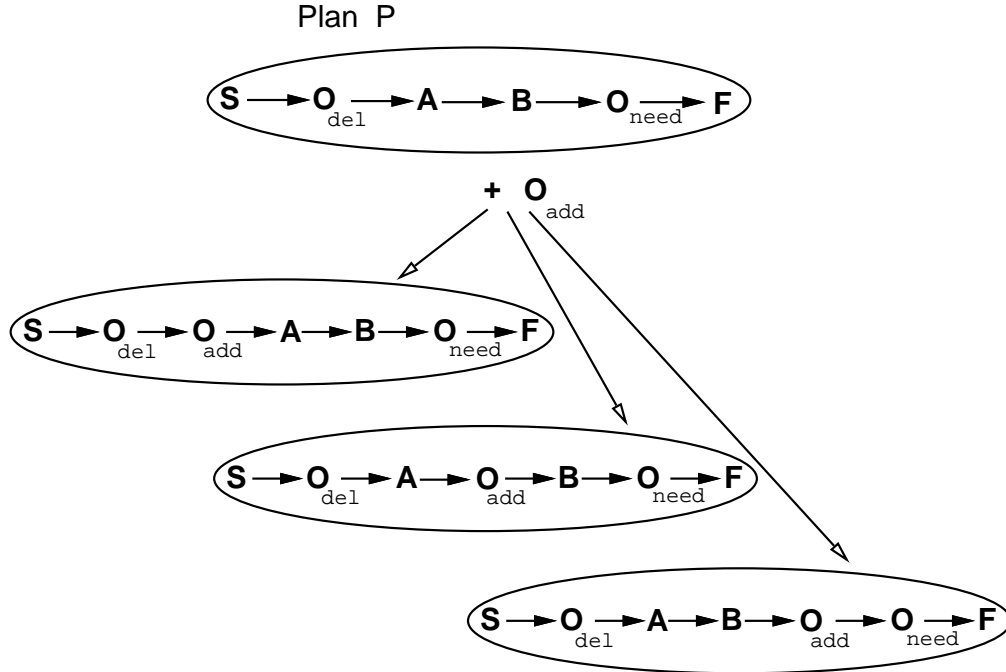 Plan P
S O del A B O need F
+ O add
S O del O add A B O need F
S O del A O add B O need F
S O del A B O add O need F